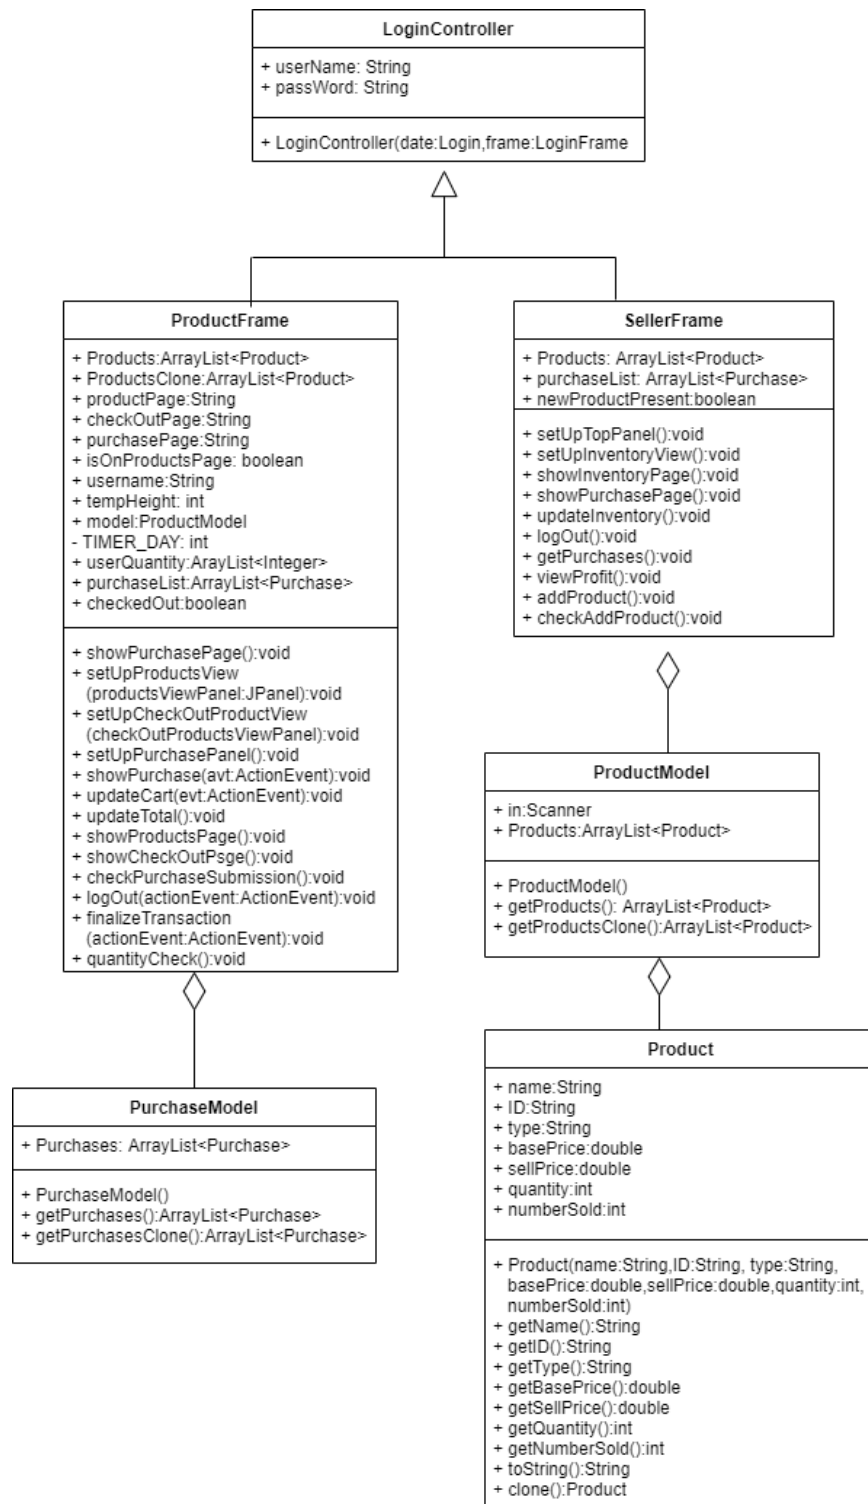 LoginController
+ userName: String
+ passWord: String
+ LoginController(date:Login,frame:LoginFrame
ProductFrame
+ Products:ArrayList<Product>
+ ProductsClone:ArrayList<Product>
+ productPage:String
+ checkOutPage:String
+ purchasePage:String
+ isOnProductsPage: boolean
+ username:String
+ tempHeight: int
+ model:ProductModel
- TIMER_DAY: int
+ userQuantity:ArayList<Integer>
+ purchaseList:ArrayList<Purchase>
+ checkedOut:boolean
+ showPurchasePage():void
+ setUpProductsView
(productsViewPanel:JPanel):void
+ setUpCheckOutProductView
(checkOutProductsViewPanel):void
+ setUpPurchasePanel():void
+ showPurchase(avt:ActionEvent):void
+ updateCart(evt:ActionEvent):void
+ updateTotal():void
+ showProductsPage():void
+ showCheckOutPsge():void
+ checkPurchaseSubmission():void
+ logOut(actionEvent:ActionEvent):void
+ finalizeTransaction
(actionEvent:ActionEvent):void
+ quantityCheck():void
SellerFrame
+ Products: ArrayList<Product>
+ purchaseList: ArrayList<Purchase>
+ newProductPresent:boolean
+ setUpTopPanel():void
+ setUpInventoryView():void
+ showInventoryPage():void
+ showPurchasePage():void
+ updateInventory():void
+ logOut():void
+ getPurchases():void
+ viewProfit():void
+ addProduct():void
+ checkAddProduct():void
ProductModel
+ in:Scanner
+ Products:ArrayList<Product>
+ ProductModel()
+ getProducts(): ArrayList<Product>
+ getProductsClone():ArrayList<Product>
PurchaseModel
+ Purchases: ArrayList<Purchase>
+ PurchaseModel()
+ getPurchases():ArrayList<Purchase>
+ getPurchasesClone():ArrayList<Purchase>
Product
+ name:String
+ ID:String
+ type:String
+ basePrice:double
+ sellPrice:double
+ quantity:int
+ numberSold:int
+ Product(name:String,ID:String, type:String,
basePrice:double,sellPrice:double,quantity:int,
numberSold:int)
+ getName():String
+ getID():String
+ getType():String
+ getBasePrice():double
+ getSellPrice():double
+ getQuantity():int
+ getNumberSold():int
+ toString():String
+ clone():Product